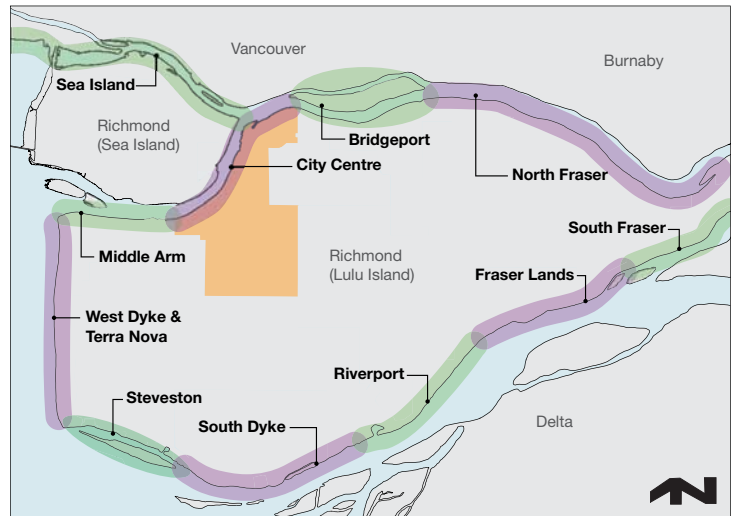 Vancouver
Burnaby
Sea Island
Richmond
(Sea Island)
Bridgeport
City Centre
North Fraser
South Fraser
Middle Arm
Richmond
(Lulu Island)
Fraser Lands
West Dyke &
Terra Nova
Riverport
Steveston
South Dyke
Delta
N